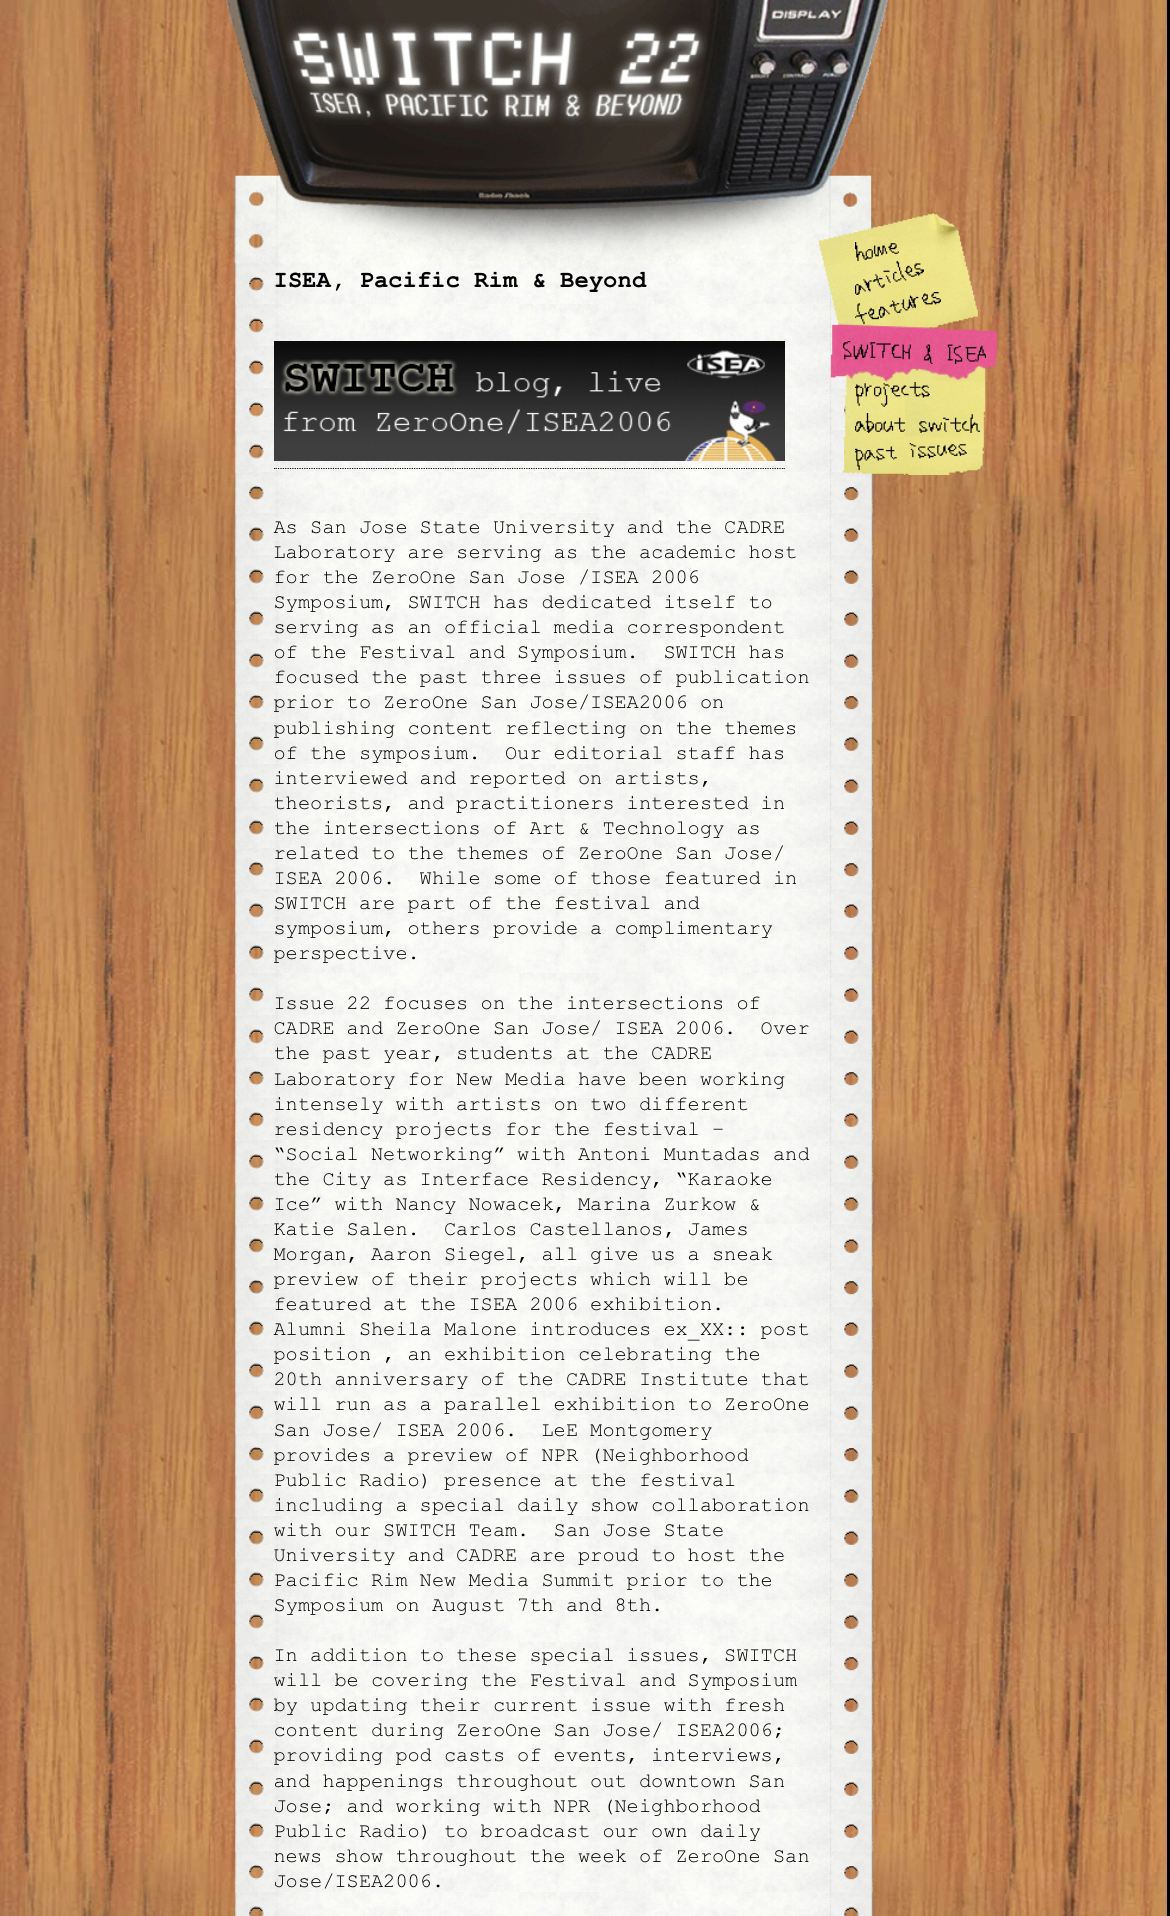 DISPLAY
SWITCH 22
ISEA, PACIFIC RIM & BEYOND
Radio Shack
home
articles
features
SWITCH & ISEA
projects
about switch
past issues
ISEA, Pacific Rim & Beyond
SWITCH blog, live
from ZeroOne/ISEA2006
iSEA
As San Jose State University and the CADRE
Laboratory are serving as the academic host
for the ZeroOne San Jose /ISEA 2006
Symposium, SWITCH has dedicated itself to
serving as an official media correspondent
of the Festival and Symposium.  SWITCH has
focused the past three issues of publication
prior to ZeroOne San Jose/ISEA2006 on
publishing content reflecting on the themes
of the symposium.  Our editorial staff has
interviewed and reported on artists,
theorists, and practitioners interested in
the intersections of Art & Technology as
related to the themes of ZeroOne San Jose/
ISEA 2006.  While some of those featured in
SWITCH are part of the festival and
symposium, others provide a complimentary
perspective.
Issue 22 focuses on the intersections of
CADRE and ZeroOne San Jose/ ISEA 2006.  Over
the past year, students at the CADRE
Laboratory for New Media have been working
intensely with artists on two different
residency projects for the festival –
“Social Networking” with Antoni Muntadas and
the City as Interface Residency, “Karaoke
Ice” with Nancy Nowacek, Marina Zurkow &
Katie Salen.  Carlos Castellanos, James
Morgan, Aaron Siegel, all give us a sneak
preview of their projects which will be
featured at the ISEA 2006 exhibition.
Alumni Sheila Malone introduces ex_XX:: post
position , an exhibition celebrating the
20th anniversary of the CADRE Institute that
will run as a parallel exhibition to ZeroOne
San Jose/ ISEA 2006.  LeE Montgomery
provides a preview of NPR (Neighborhood
Public Radio) presence at the festival
including a special daily show collaboration
with our SWITCH Team.  San Jose State
University and CADRE are proud to host the
Pacific Rim New Media Summit prior to the
Symposium on August 7th and 8th.
In addition to these special issues, SWITCH
will be covering the Festival and Symposium
by updating their current issue with fresh
content during ZeroOne San Jose/ ISEA2006;
providing pod casts of events, interviews,
and happenings throughout out downtown San
Jose; and working with NPR (Neighborhood
Public Radio) to broadcast our own daily
news show throughout the week of ZeroOne San
Jose/ISEA2006.